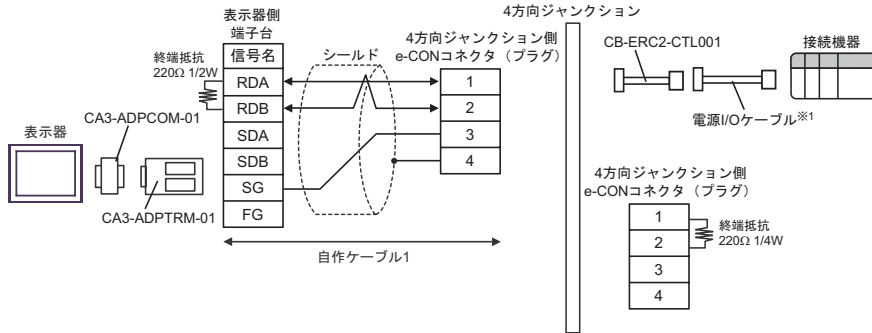 4方向ジャンクション
表示器側
端子台
信号名
RDA
RDB
SDA
SDB
SG
FG
終端抵抗
220Ω 1/2W
シールド
4方向ジャンクション側
e-CONコネクタ（プラグ）
1
2
3
4
表示器
CA3-ADPCOM-01
CA3-ADPTRM-01
自作ケーブル1
CB-ERC2-CTL001
電源I/Oケーブル※1
接続機器
4方向ジャンクション側
e-CONコネクタ（プラグ）
1
2
3
4
終端抵抗
220Ω 1/4W